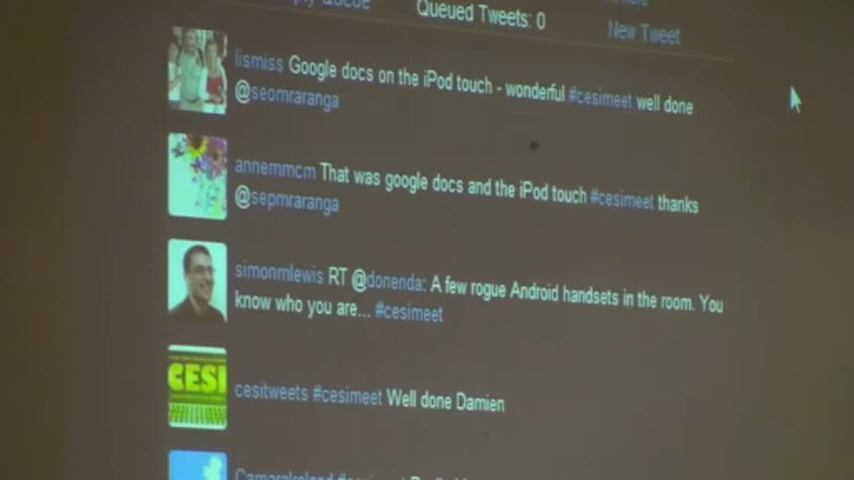 Queue
Queued Tweets: 0
New Tweet
lismiss Google docs on the iPod touch - wonderful #cesimeet well done
@seomraranga
annemmcm That was google docs and the iPod touch #cesimeet thanks
@sepmraranga
simonmlewis RT @donenda: A few rogue Android handsets in the room. You
know who you are... #cesimeet
CESI
cesitweets #cesimeet Well done Damien